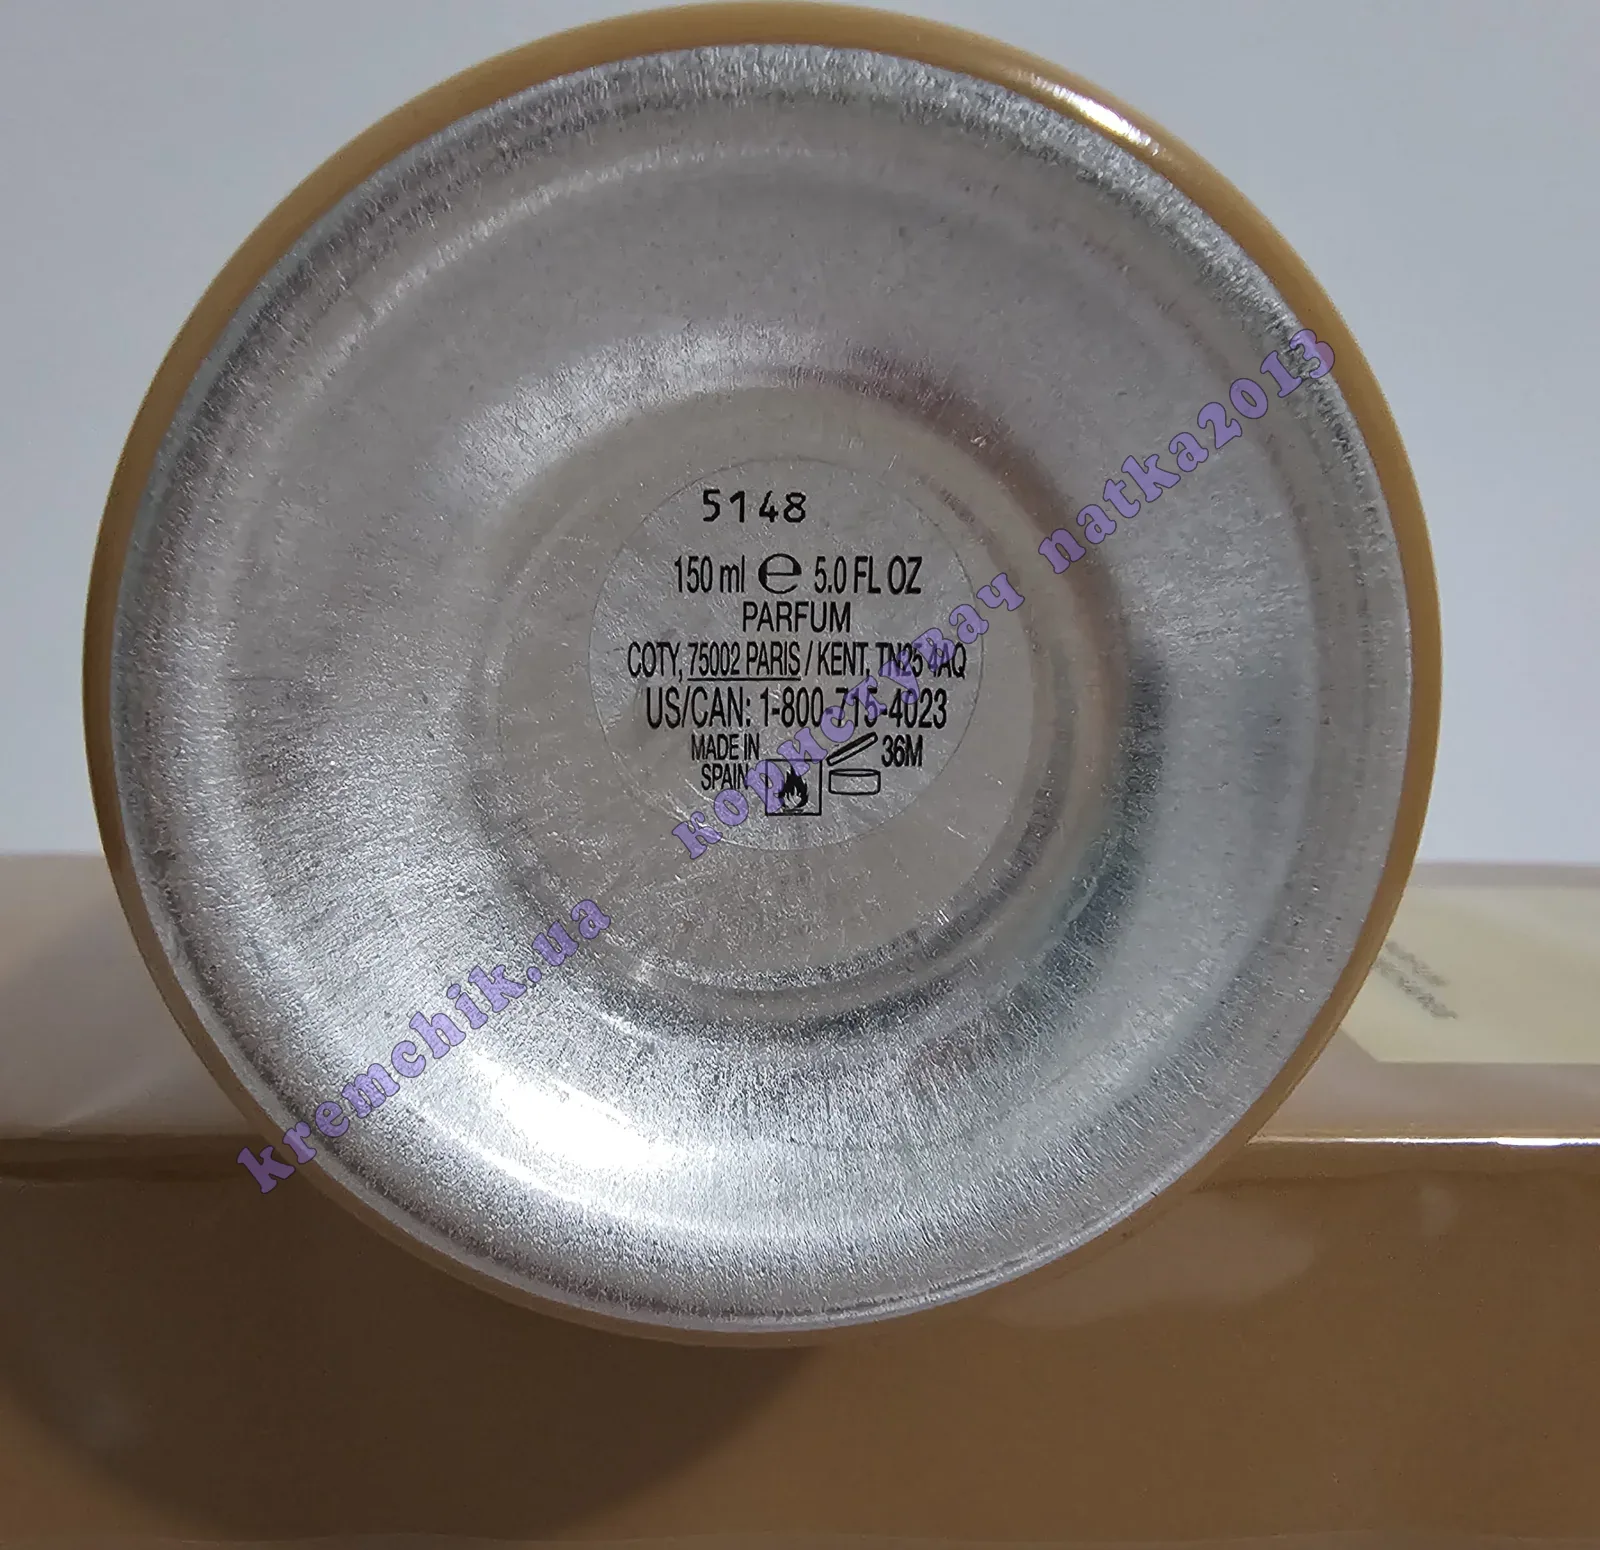 5148
150 ml ℮ 5.0 FL OZ
PARFUM
COTY, 75002 PARIS / KENT, TN25 4AQ
US/CAN: 1-800-715-4023
MADE IN
SPAIN
36M
kremchik.ua користувач natka2013